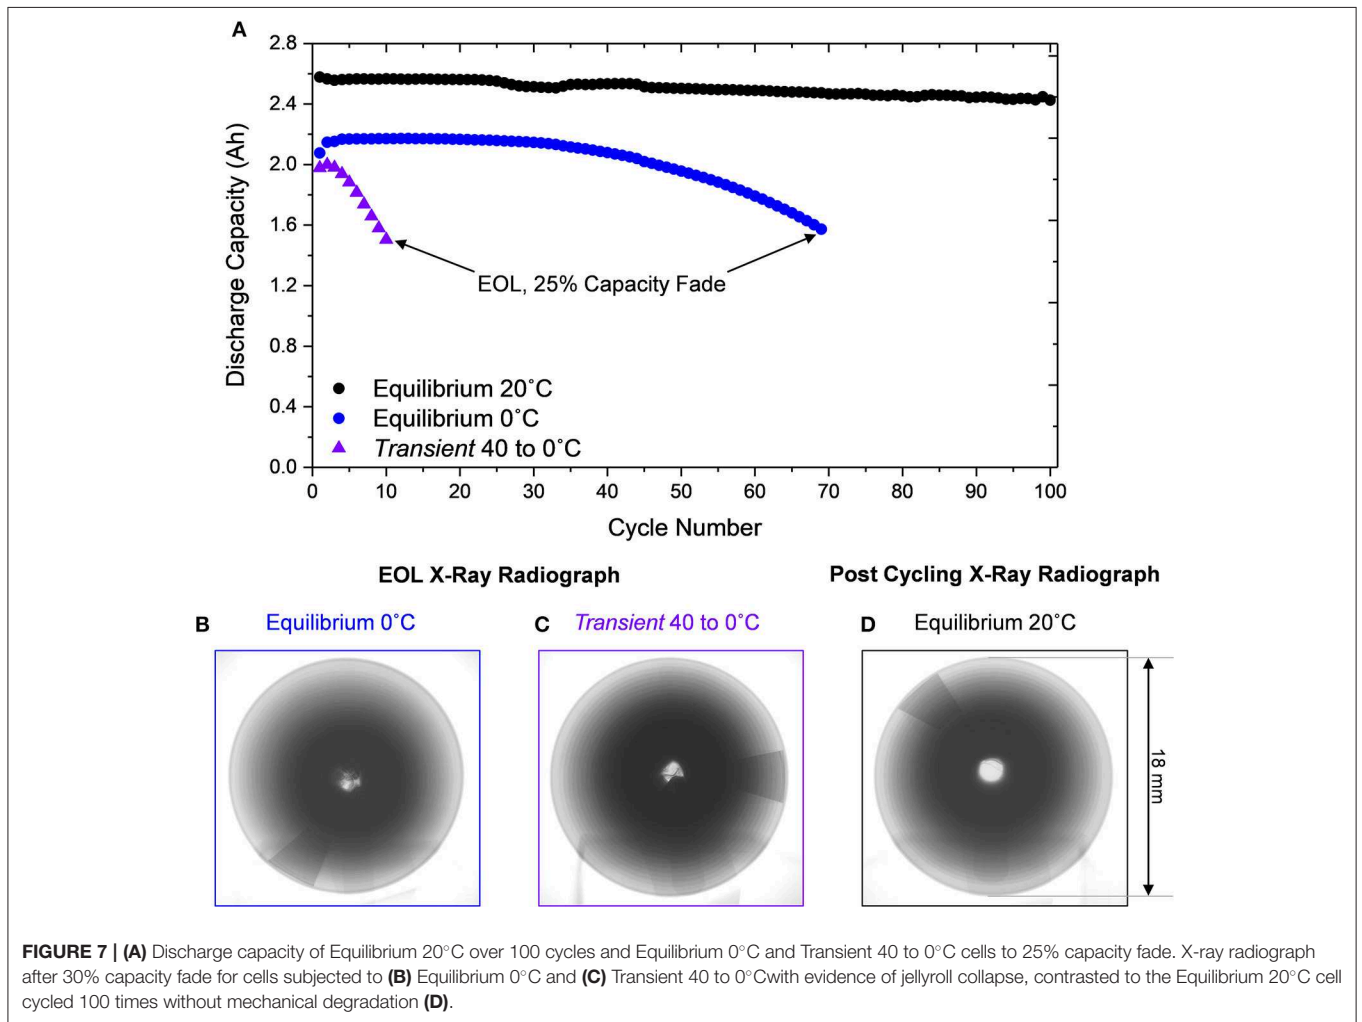 A
2.8
2.4
2.0
1.6
1.2
0.8
0.4
0.0
Discharge Capacity (Ah)
EOL, 25% Capacity Fade
Equilibrium 20˚C
Equilibrium 0˚C
Transient 40 to 0˚C
0 10 20 30 40 50 60 70 80 90 100
Cycle Number
EOL X-Ray Radiograph
Post Cycling X-Ray Radiograph
B Equilibrium 0˚C
C Transient 40 to 0˚C
D Equilibrium 20˚C
18 mm
FIGURE 7 | (A) Discharge capacity of Equilibrium 20°C over 100 cycles and Equilibrium 0°C and Transient 40 to 0°C cells to 25% capacity fade. X-ray radiograph
after 30% capacity fade for cells subjected to (B) Equilibrium 0°C and (C) Transient 40 to 0°Cwith evidence of jellyroll collapse, contrasted to the Equilibrium 20°C cell
cycled 100 times without mechanical degradation (D).